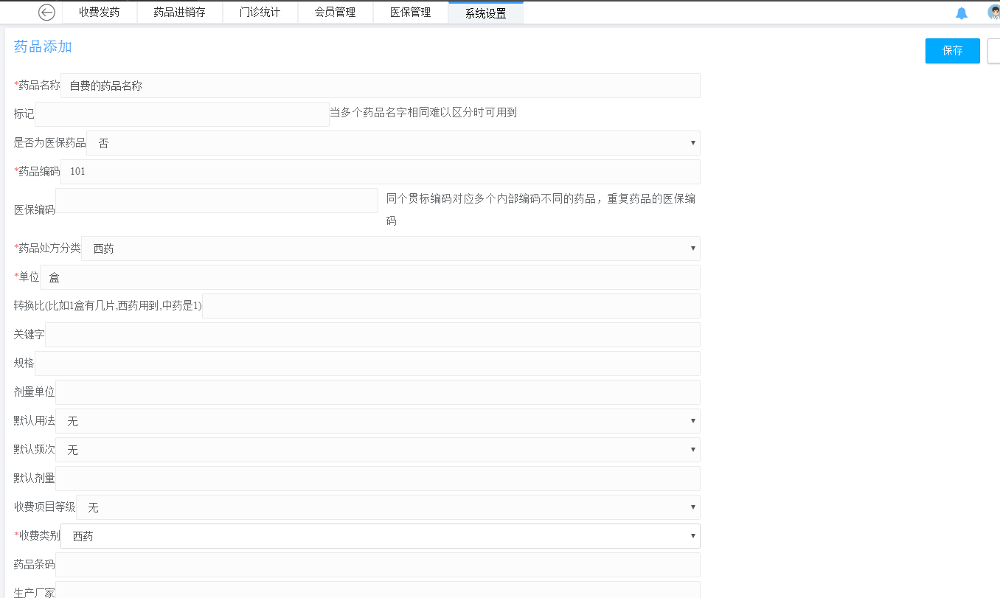 收费发药 药品进销存 门诊统计 会员管理 医保管理 系统设置
药品添加
保存
*药品名称 自费的药品名称
标记 当多个药品名字相同难以区分时可用到
是否为医保药品 否
*药品编码 101
医保编码 同个贯标编码对应多个内部编码不同的药品，重复药品的医保编
码
*药品处方分类 西药
*单位 盒
转换比(比如1盒有几片,西药用到,中药是1)
关键字
规格
剂量单位
默认用法 无
默认频次 无
默认剂量
收费项目等级 无
*收费类别 西药
药品条码
生产厂家